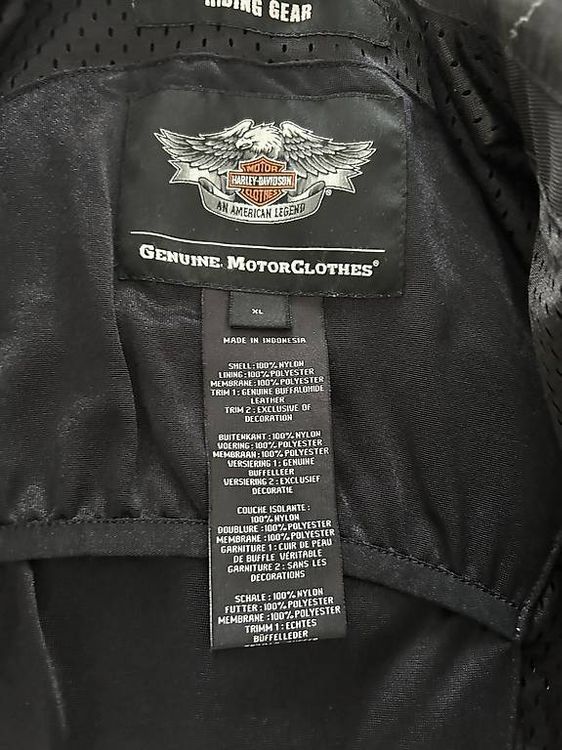 RIDING GEAR
MOTOR
HARLEY-DAVIDSON
CLOTHES
AN AMERICAN LEGEND
GENUINE MOTORCLOTHES®
XL
MADE IN INDONESIA
SHELL:100% NYLON
LINING:100% POLYESTER
MEMBRANE:100% POLYESTER
TRIM 1: GENUINE BUFFALOHIDE
LEATHER
TRIM 2: EXCLUSIVE OF
DECORATION
BUITENKANT:100% NYLON
VOERING:100% POLYESTER
MEMBRAAN:100% POLYESTER
VERSIERING 1: GENUINE
BUFFELLEER
VERSIERING 2: EXCLUSIEF
DECORATIE
COUCHE ISOLANTE:
100% NYLON
DOUBLURE:100% POLYESTER
MEMBRANE:100% POLYESTER
GARNITURE 1: CUIR DE PEAU
DE BUFFLE VÉRITABLE
GARNITURE 2: SANS LES
DECORATIONS
SCHALE:100% NYLON
FUTTER:100% POLYESTER
MEMBRANE:100% POLYESTER
TRIMM 1: ECHTES
BÜFFELLEDER